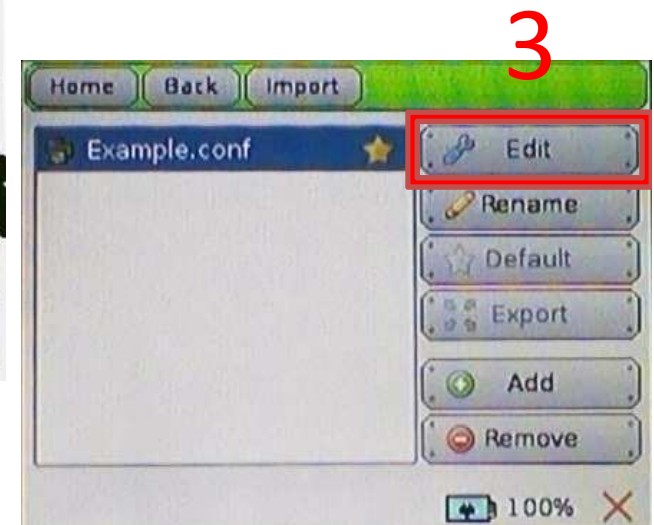 3
Home Back Import
Example.conf Edit
Rename
Default
Export
Add
Remove
100%